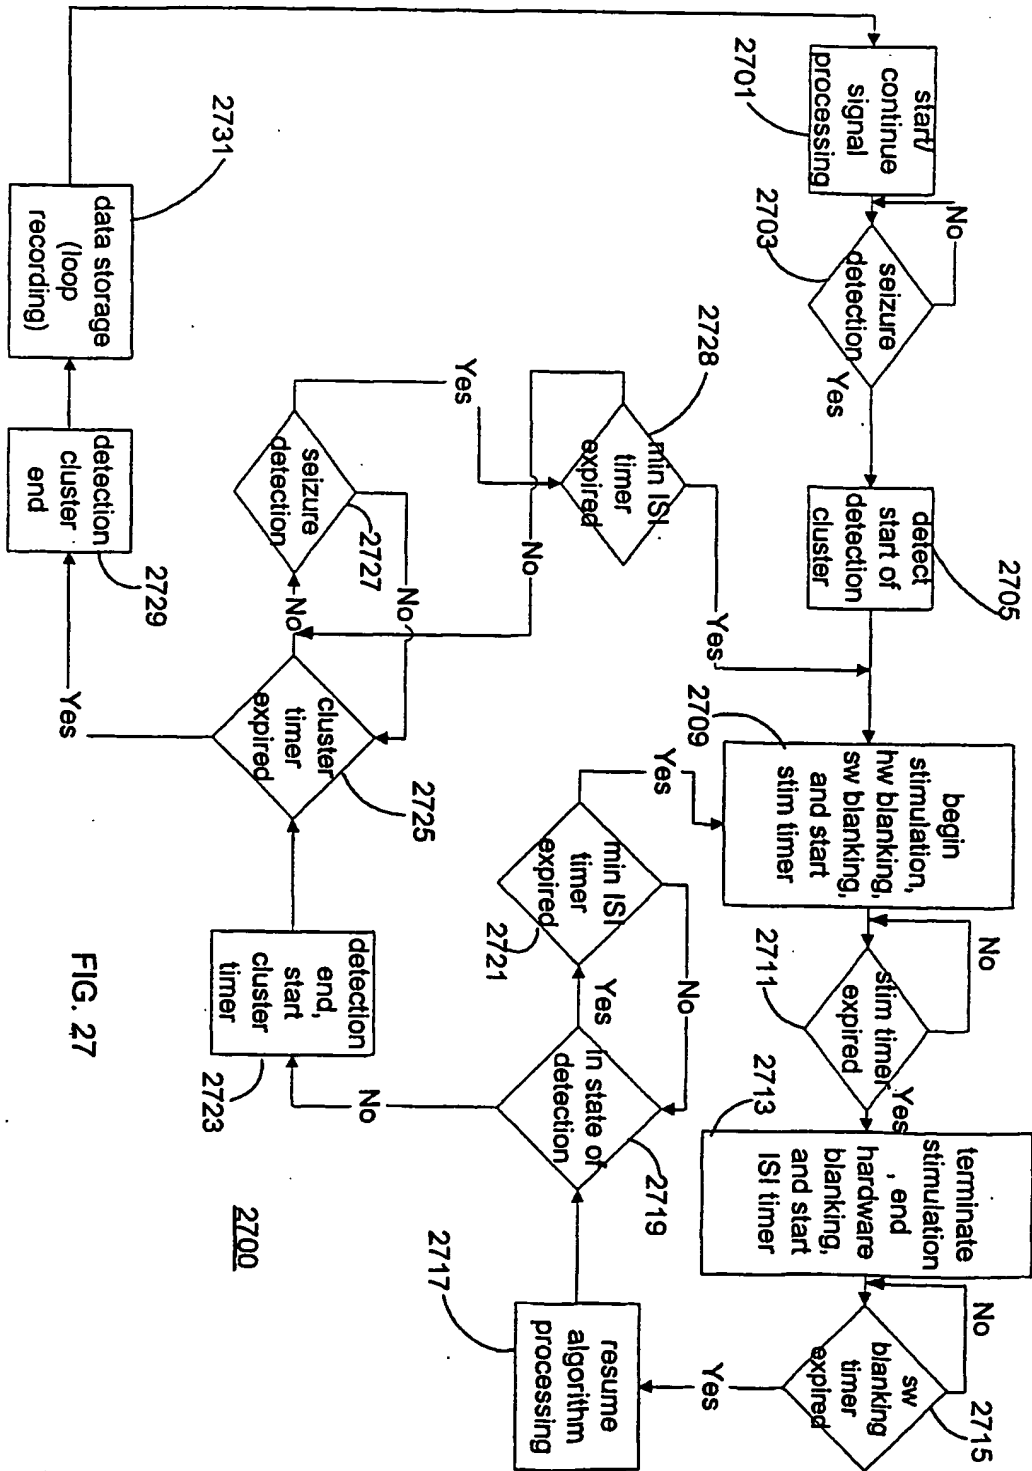 start/
continue
signal
processing
2701
No
seizure
detection
2703
Yes
detect
start of
detection
cluster
2705
begin
stimulation,
hw blanking,
sw blanking,
and start
stim timer
2709
No
stim timer
expired
2711
Yes
terminate
stimulation
, end
hardware
blanking,
and start
ISI timer
2713
No
sw
blanking
timer
expired
2715
Yes
resume
algorithm
processing
2717
in state of
detection
2719
Yes
min ISI
timer
expired
2721
No
Yes
No
detection
end,
start
cluster
timer
2723
cluster
timer
expired
2725
No
seizure
detection
2727
No
Yes
min ISI
timer
expired
2728
No
Yes
Yes
detection
cluster
end
2729
data storage
(loop
recording)
2731
2700
FIG. 27